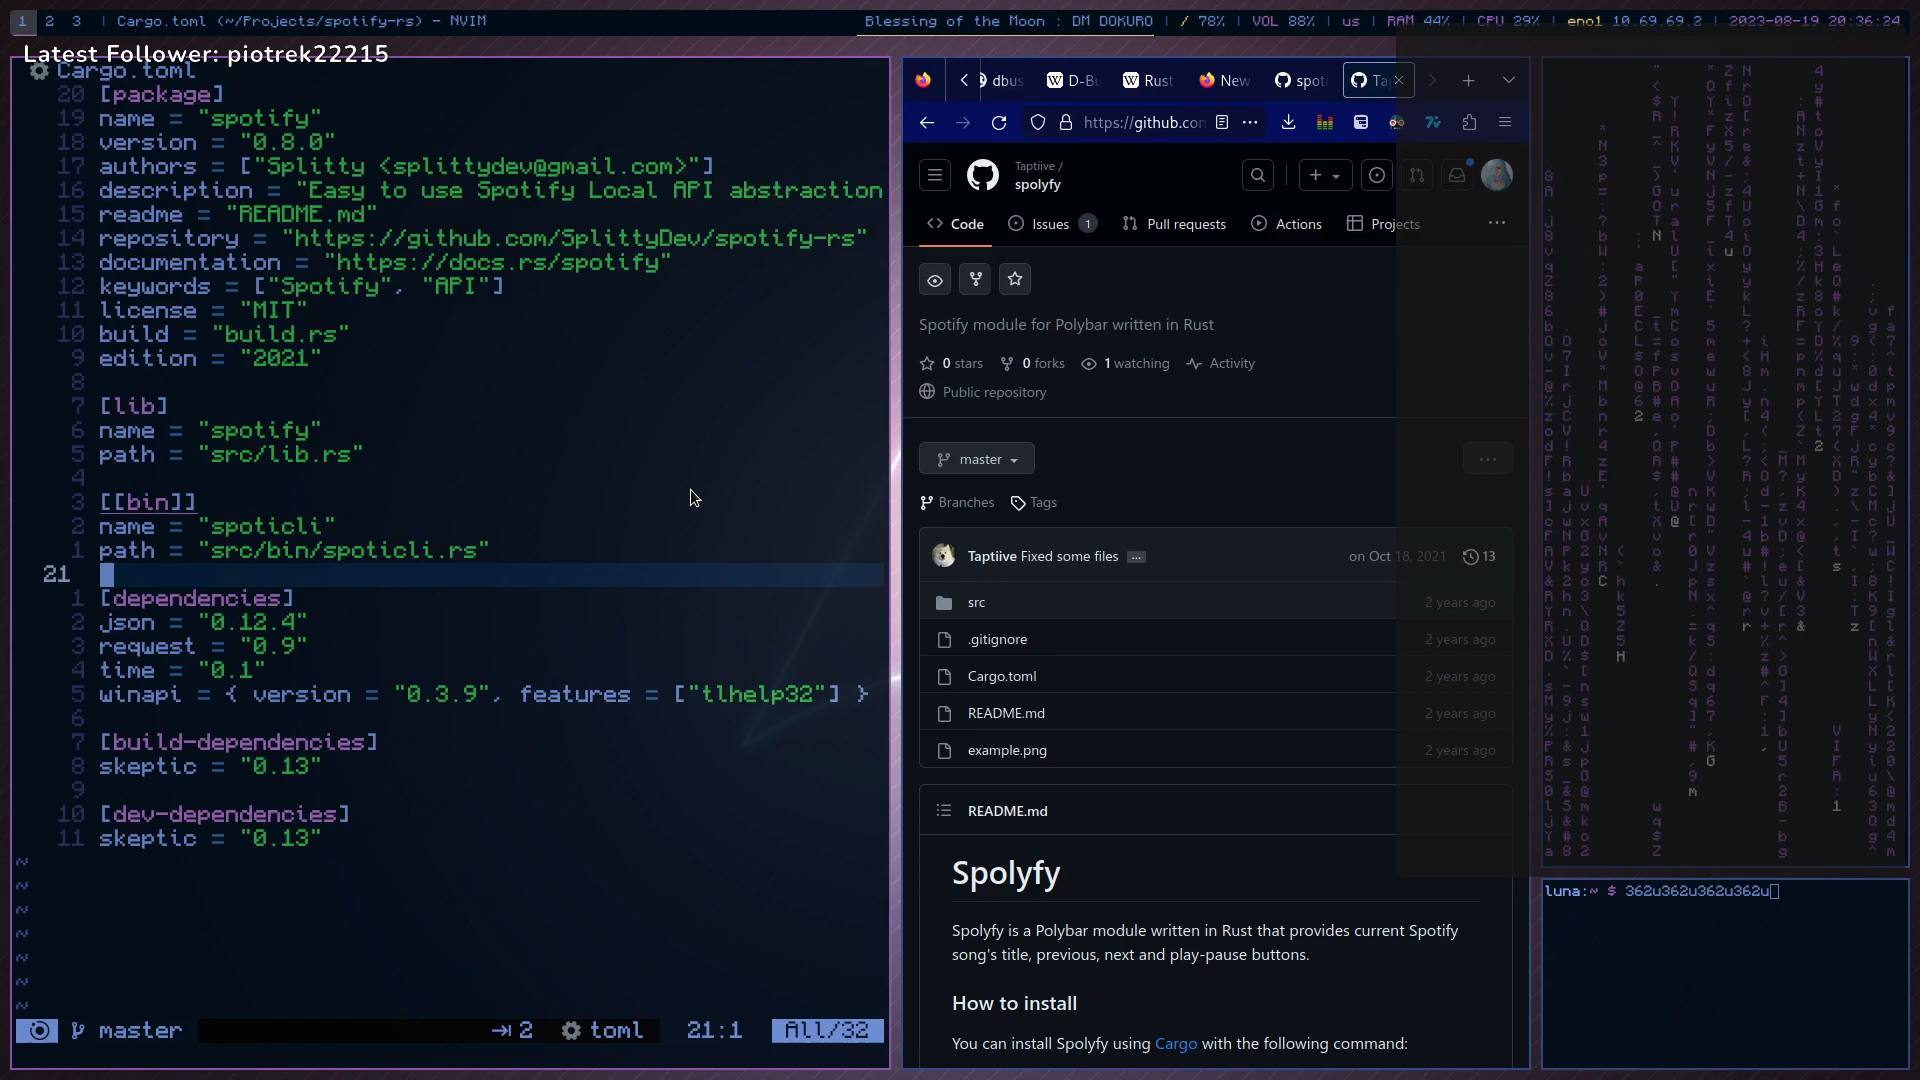 1 2 3 | Cargo.toml (~/Projects/spotify-rs) - NVIM
Blessing of the Moon : DM DOKURO | / 78% | VOL 88% | us | RAM 44% | CPU 29% | eno1 10.69.69.2 | 2023-08-19 20:36:24
Latest Follower: piotrek22215
Cargo.toml
20 [package]
19 name = "spotify"
18 version = "0.8.0"
17 authors = ["Splitty <splittydev@gmail.com>"]
16 description = "Easy to use Spotify Local API abstraction
15 readme = "README.md"
14 repository = "https://github.com/SplittyDev/spotify-rs"
13 documentation = "https://docs.rs/spotify"
12 keywords = ["Spotify", "API"]
11 license = "MIT"
10 build = "build.rs"
9 edition = "2021"
8
7 [lib]
6 name = "spotify"
5 path = "src/lib.rs"
4
3 [[bin]]
2 name = "spoticli"
1 path = "src/bin/spoticli.rs"
21
1 [dependencies]
2 json = "0.12.4"
3 reqwest = "0.9"
4 time = "0.1"
5 winapi = { version = "0.3.9", features = ["tlhelp32"] }
6
7 [build-dependencies]
8 skeptic = "0.13"
9
10 [dev-dependencies]
11 skeptic = "0.13"
~
~
~
~
~
~
~
master 2 toml 21:1 All/32
dbus D-Bu Rust New spoti Ta
https://github.com
Taptiive /
spolyfy
Code Issues 1 Pull requests Actions Projects
Spotify module for Polybar written in Rust
0 stars 0 forks 1 watching Activity
Public repository
master
Branches Tags
Taptiive Fixed some files ... on Oct 18, 2021 13
src 2 years ago
.gitignore 2 years ago
Cargo.toml 2 years ago
README.md 2 years ago
example.png 2 years ago
README.md
Spolyfy
Spolyfy is a Polybar module written in Rust that provides current Spotify
song's title, previous, next and play-pause buttons.
How to install
You can install Spolyfy using Cargo with the following command:
luna:~ $ 362u362u362u362u